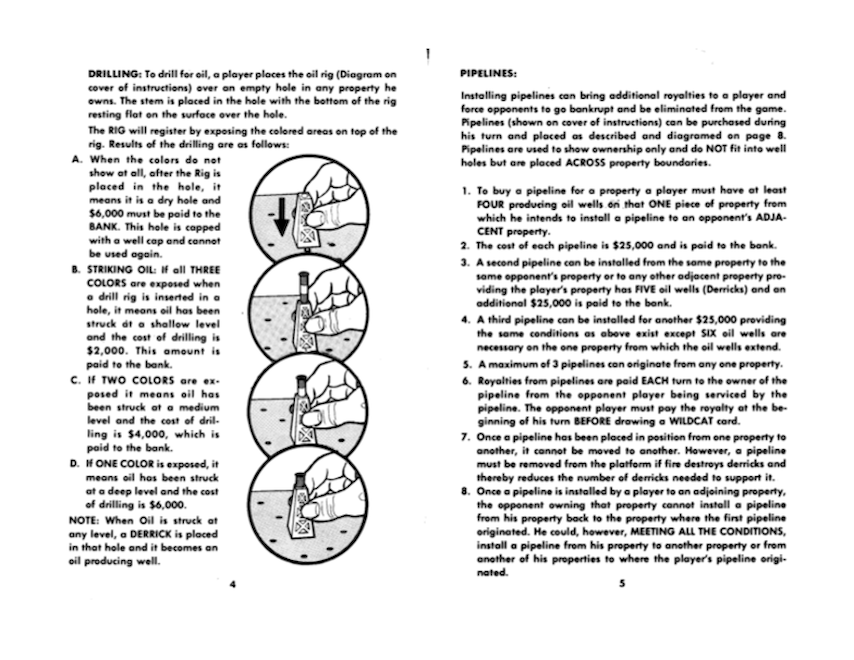 DRILLING: To drill for oil, a player places the oil rig (Diagram on
cover of instructions) over an empty hole in any property he
owns. The stem is placed in the hole with the bottom of the rig
resting flat on the surface over the hole.
The RIG will register by exposing the colored areas on top of the
rig. Results of the drilling are as follows:
A. When the colors do not
show at all, after the Rig is
placed in the hole, it
means it is a dry hole and
$6,000 must be paid to the
BANK. This hole is capped
with a well cap and cannot
be used again.
B. STRIKING OIL: If all THREE
COLORS are exposed when
a drill rig is inserted in a
hole, it means oil has been
struck at a shallow level
and the cost of drilling is
$2,000. This amount is
paid to the bank.
C. If TWO COLORS are ex-
posed it means oil has
been struck at a medium
level and the cost of dril-
ling is $4,000, which is
paid to the bank.
D. If ONE COLOR is exposed, it
means oil has been struck
at a deep level and the cost
of drilling is $6,000.
NOTE: When Oil is struck at
any level, a DERRICK is placed
in that hole and it becomes an
oil producing well.
4
PIPELINES:
Installing pipelines can bring additional royalties to a player and
force opponents to go bankrupt and be eliminated from the game.
Pipelines (shown on cover of instructions) can be purchased during
his turn and placed as described and diagramed on page 8.
Pipelines are used to show ownership only and do NOT fit into well
holes but are placed ACROSS property boundaries.
1. To buy a pipeline for a property a player must have at least
FOUR producing oil wells on that ONE piece of property from
which he intends to install a pipeline to an opponent's ADJA-
CENT property.
2. The cost of each pipeline is $25,000 and is paid to the bank.
3. A second pipeline can be installed from the same property to the
same opponent's property or to any other adjacent property pro-
viding the player's property has FIVE oil wells (Derricks) and an
additional $25,000 is paid to the bank.
4. A third pipeline can be installed for another $25,000 providing
the same conditions as above exist except SIX oil wells are
necessary on the one property from which the oil wells extend.
5. A maximum of 3 pipelines can originate from any one property.
6. Royalties from pipelines are paid EACH turn to the owner of the
pipeline from the opponent player being serviced by the
pipeline. The opponent player must pay the royalty at the be-
ginning of his turn BEFORE drawing a WILDCAT card.
7. Once a pipeline has been placed in position from one property to
another, it cannot be moved to another. However, a pipeline
must be removed from the platform if fire destroys derricks and
thereby reduces the number of derricks needed to support it.
8. Once a pipeline is installed by a player to an adjoining property,
the opponent owning that property cannot install a pipeline
from his property back to the property where the first pipeline
originated. He could, however, MEETING ALL THE CONDITIONS,
install a pipeline from his property to another property or from
another of his properties to where the player's pipeline origi-
nated.
5